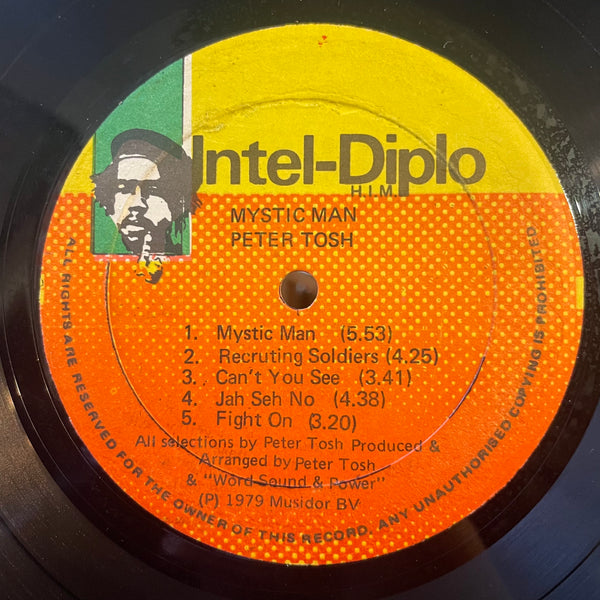 Intel-Diplo
H.I.M.
MYSTIC MAN
PETER TOSH
1. Mystic Man (5.53)
2. Recruting Soldiers (4.25)
3. Can't You See (3.41)
4. Jah Seh No (4.38)
5. Fight On (3.20)
All selections by Peter Tosh Produced &
Arranged by Peter Tosh
& "Word Sound & Power"
(P) 1979 Musidor BV
ALL RIGHTS ARE RESERVED FOR THE OWNER OF THIS RECORD. ANY UNAUTHORISED COPYING IS PROHIBITED